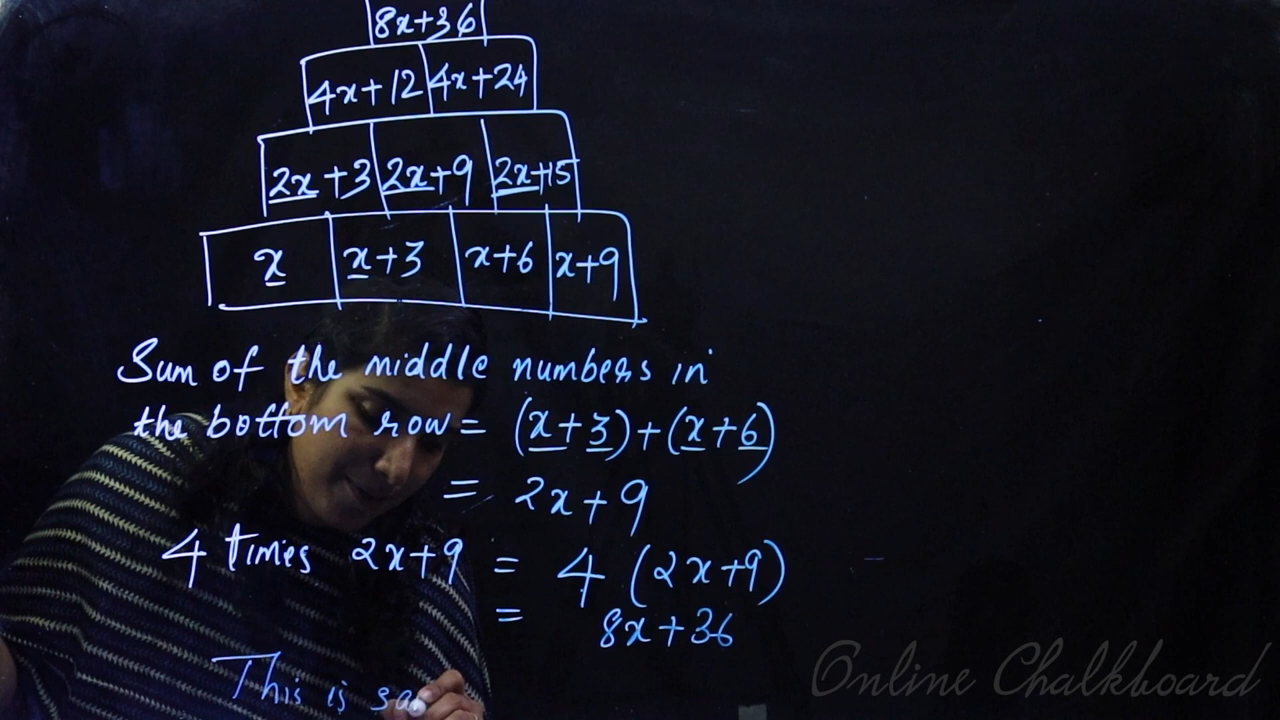 8x+36
4x+12 4x+24
2x+3 2x+9 2x+15
x x+3 x+6 x+9
Sum of the middle numbers in
the bottom row = (x+3)+(x+6)
= 2x+9
4 times 2x+9 = 4 (2x+9)
= 8x+36
This is
Online Chalkboard